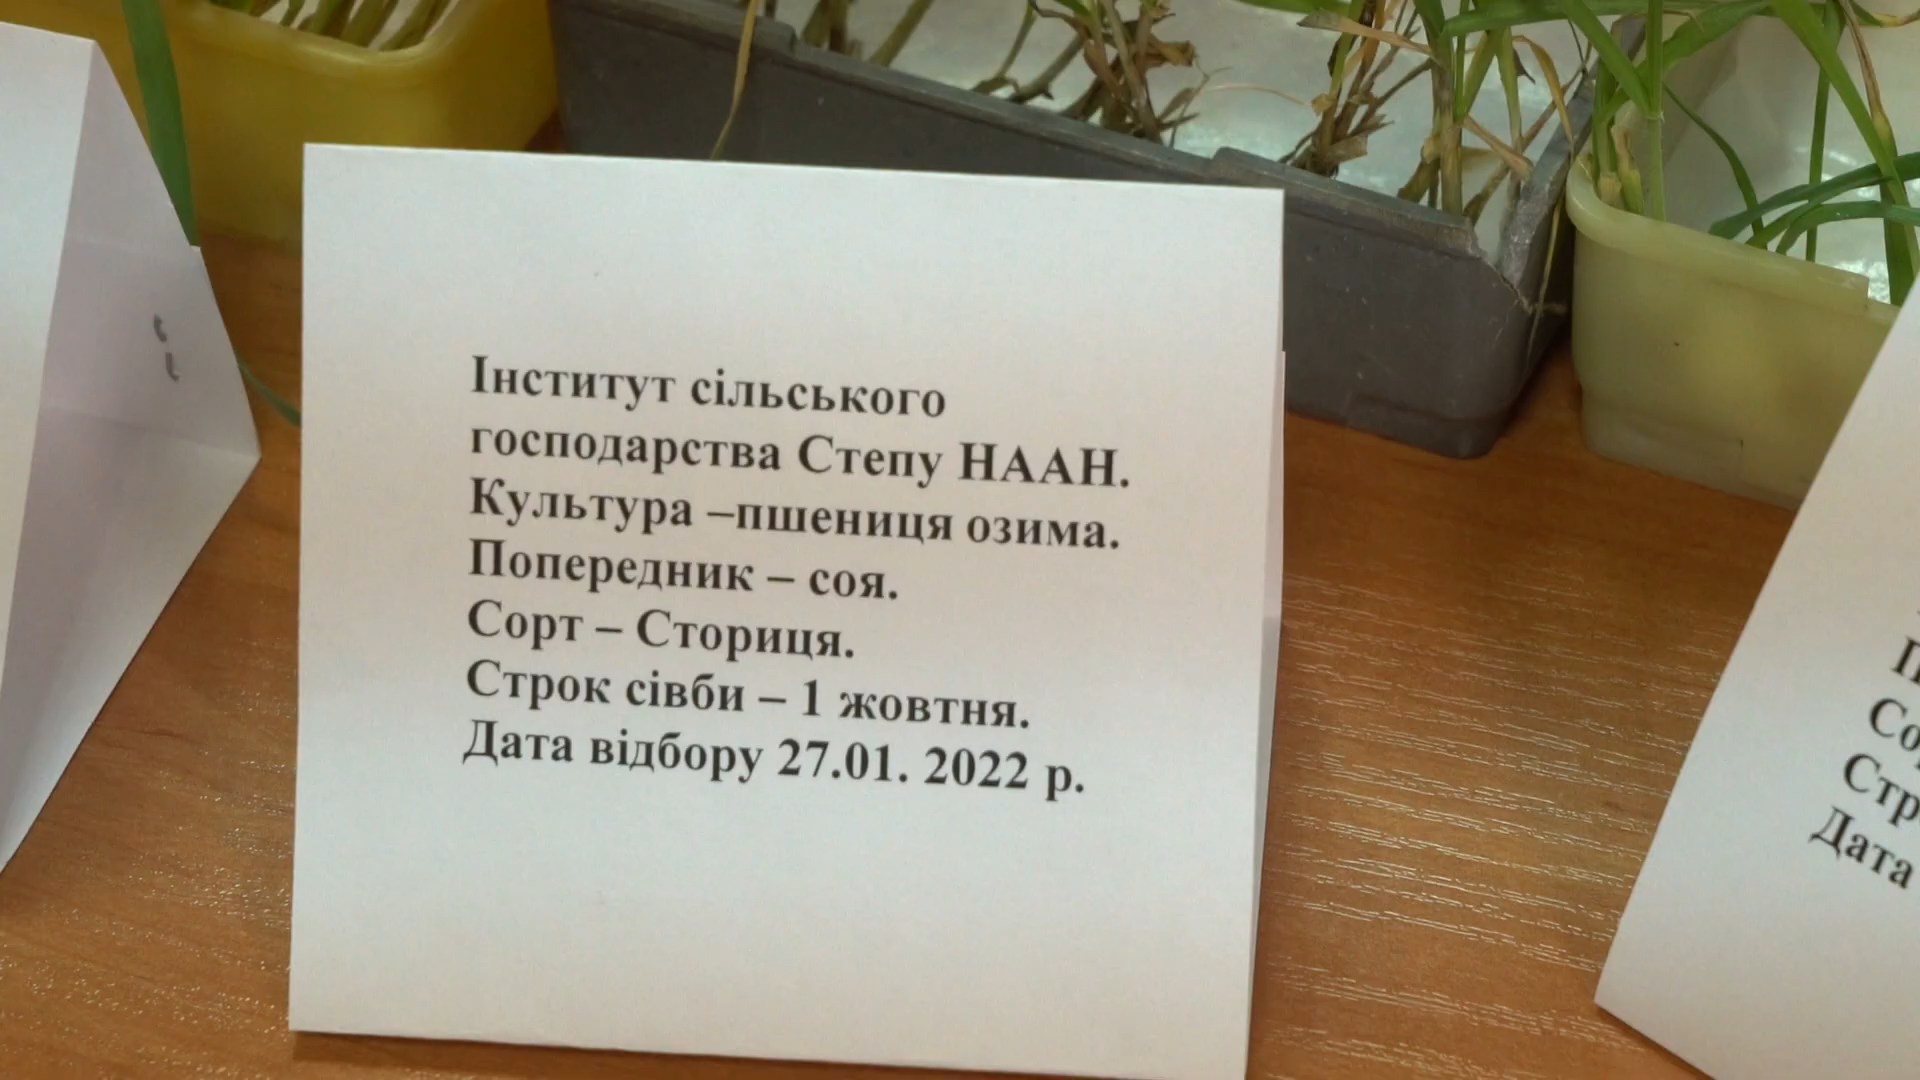 Інститут сільського
господарства Степу НААН.
Культура –пшениця озима.
Попередник – соя.
Сорт – Сториця.
Строк сівби – 1 жовтня.
Дата відбору 27.01. 2022 р.
Дата